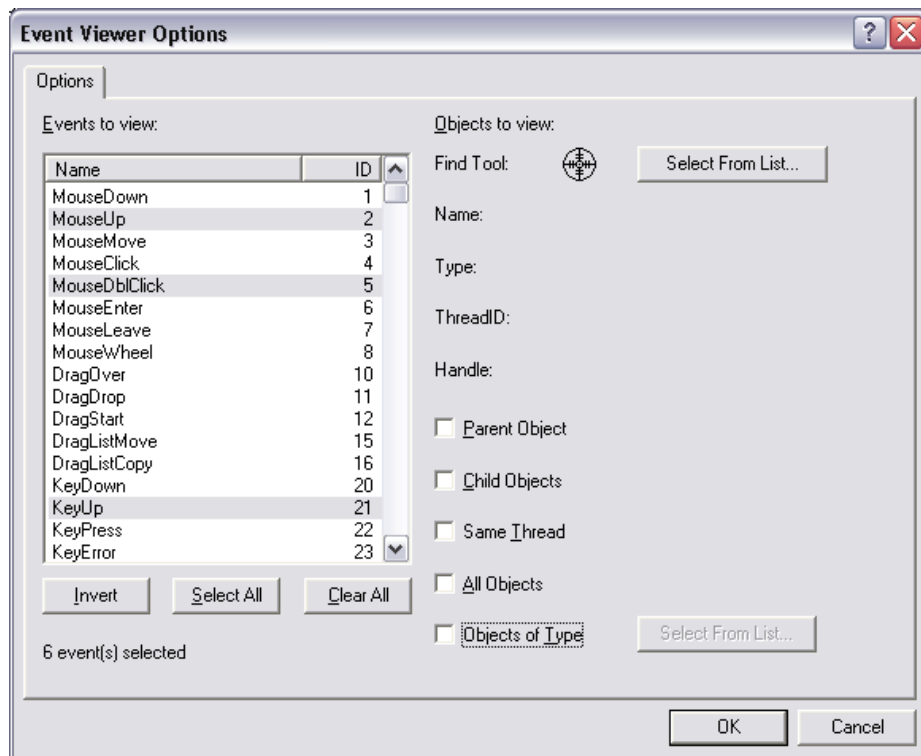 Event Viewer Options
Options
Events to view:
Name ID
MouseDown 1
MouseUp 2
MouseMove 3
MouseClick 4
MouseDblClick 5
MouseEnter 6
MouseLeave 7
MouseWheel 8
DragOver 10
DragDrop 11
DragStart 12
DragListMove 15
DragListCopy 16
KeyDown 20
KeyUp 21
KeyPress 22
KeyError 23
Invert Select All Clear All
6 event(s) selected
Objects to view:
Find Tool: Select From List...
Name:
Type:
ThreadID:
Handle:
Parent Object
Child Objects
Same Thread
All Objects
Objects of Type Select From List...
OK Cancel